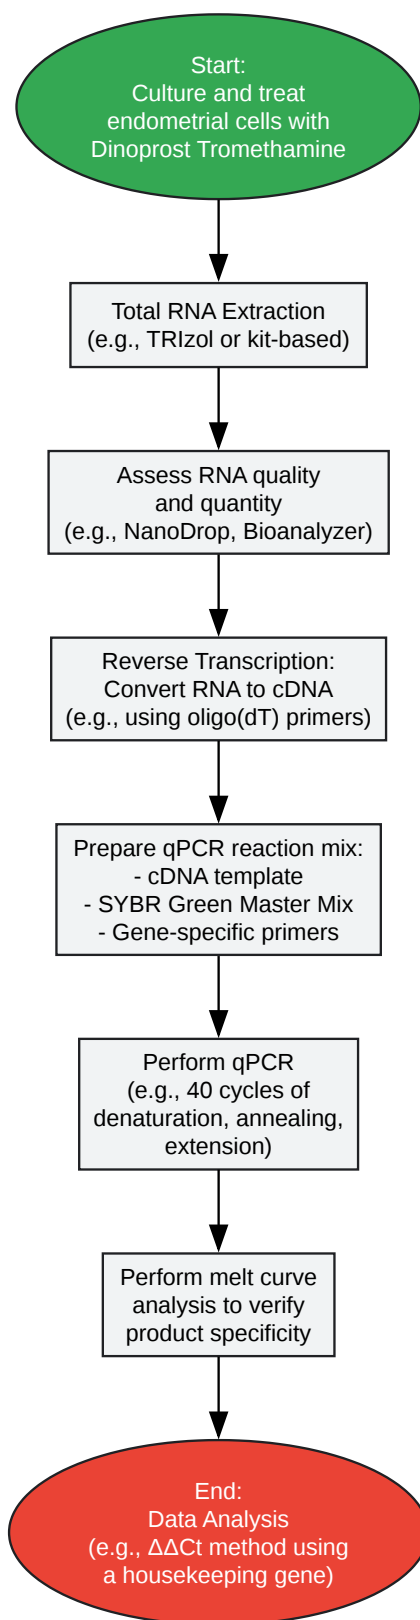 Start:
Culture and treat
endometrial cells with
Dinoprost Tromethamine
Total RNA Extraction
(e.g., TRIzol or kit-based)
Assess RNA quality
and quantity
(e.g., NanoDrop, Bioanalyzer)
Reverse Transcription:
Convert RNA to cDNA
(e.g., using oligo(dT) primers)
Prepare qPCR reaction mix:
- cDNA template
- SYBR Green Master Mix
- Gene-specific primers
Perform qPCR
(e.g., 40 cycles of
denaturation, annealing,
extension)
Perform melt curve
analysis to verify
product specificity
End:
Data Analysis
(e.g., ΔΔCt method using
a housekeeping gene)